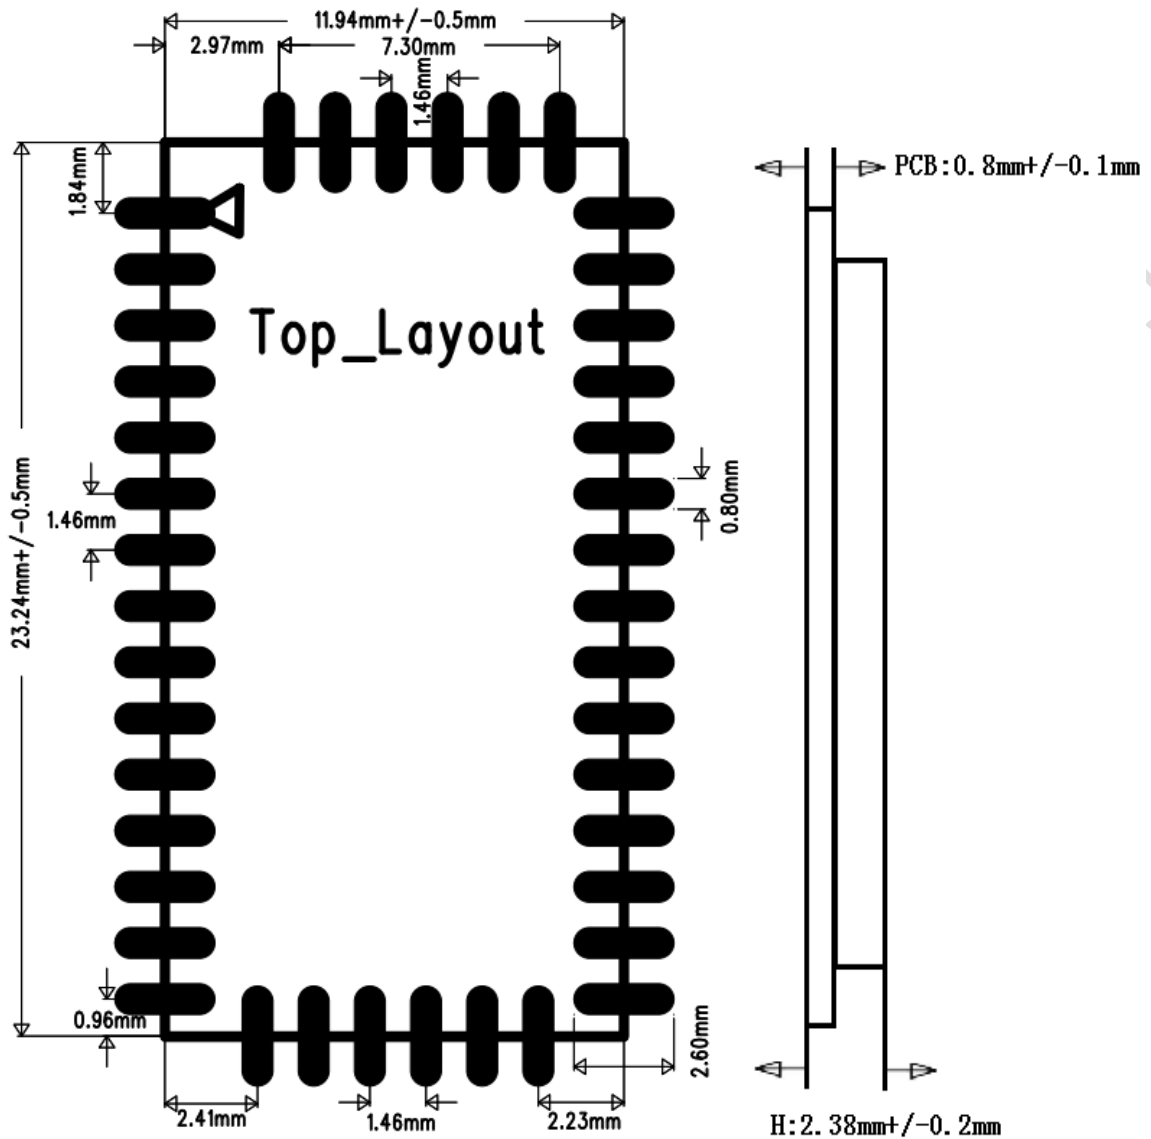 11.94mm+/-0.5mm
2.97mm
7.30mm
1.46mm
1.84mm
PCB:0.8mm+/-0.1mm
Top_Layout
23.24mm+/-0.5mm
1.46mm
0.80mm
0.96mm
2.60mm
2.41mm
1.46mm
2.23mm
H:2.38mm+/-0.2mm